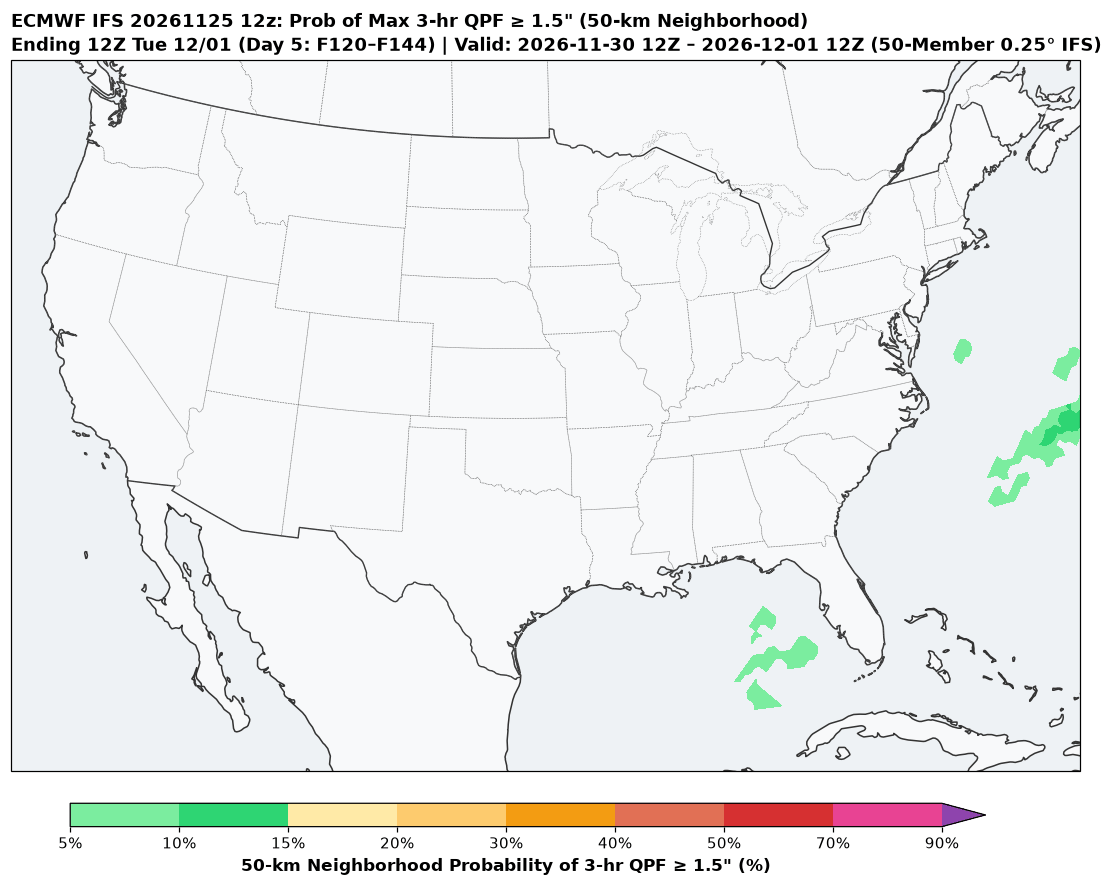 ECMWF IFS 20261125 12z: Prob of Max 3-hr QPF ≥ 1.5" (50-km Neighborhood)
Ending 12Z Tue 12/01 (Day 5: F120–F144) | Valid: 2026-11-30 12Z – 2026-12-01 12Z (50-Member 0.25° IFS)
5% 10% 15% 20% 30% 40% 50% 70% 90%
50-km Neighborhood Probability of 3-hr QPF ≥ 1.5" (%)